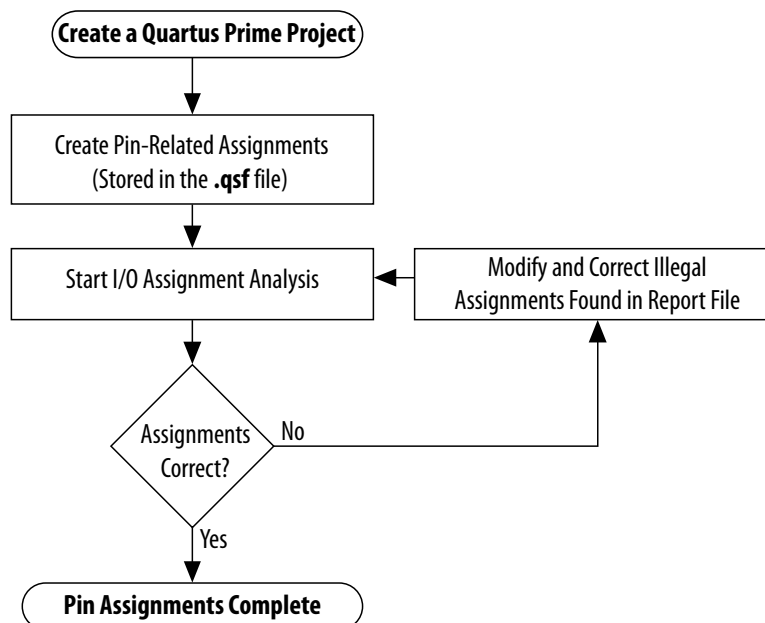 Create a Quartus Prime Project
Create Pin-Related Assignments
(Stored in the .qsf file)
Start I/O Assignment Analysis
Modify and Correct Illegal
Assignments Found in Report File
Assignments
Correct?
No
Yes
Pin Assignments Complete